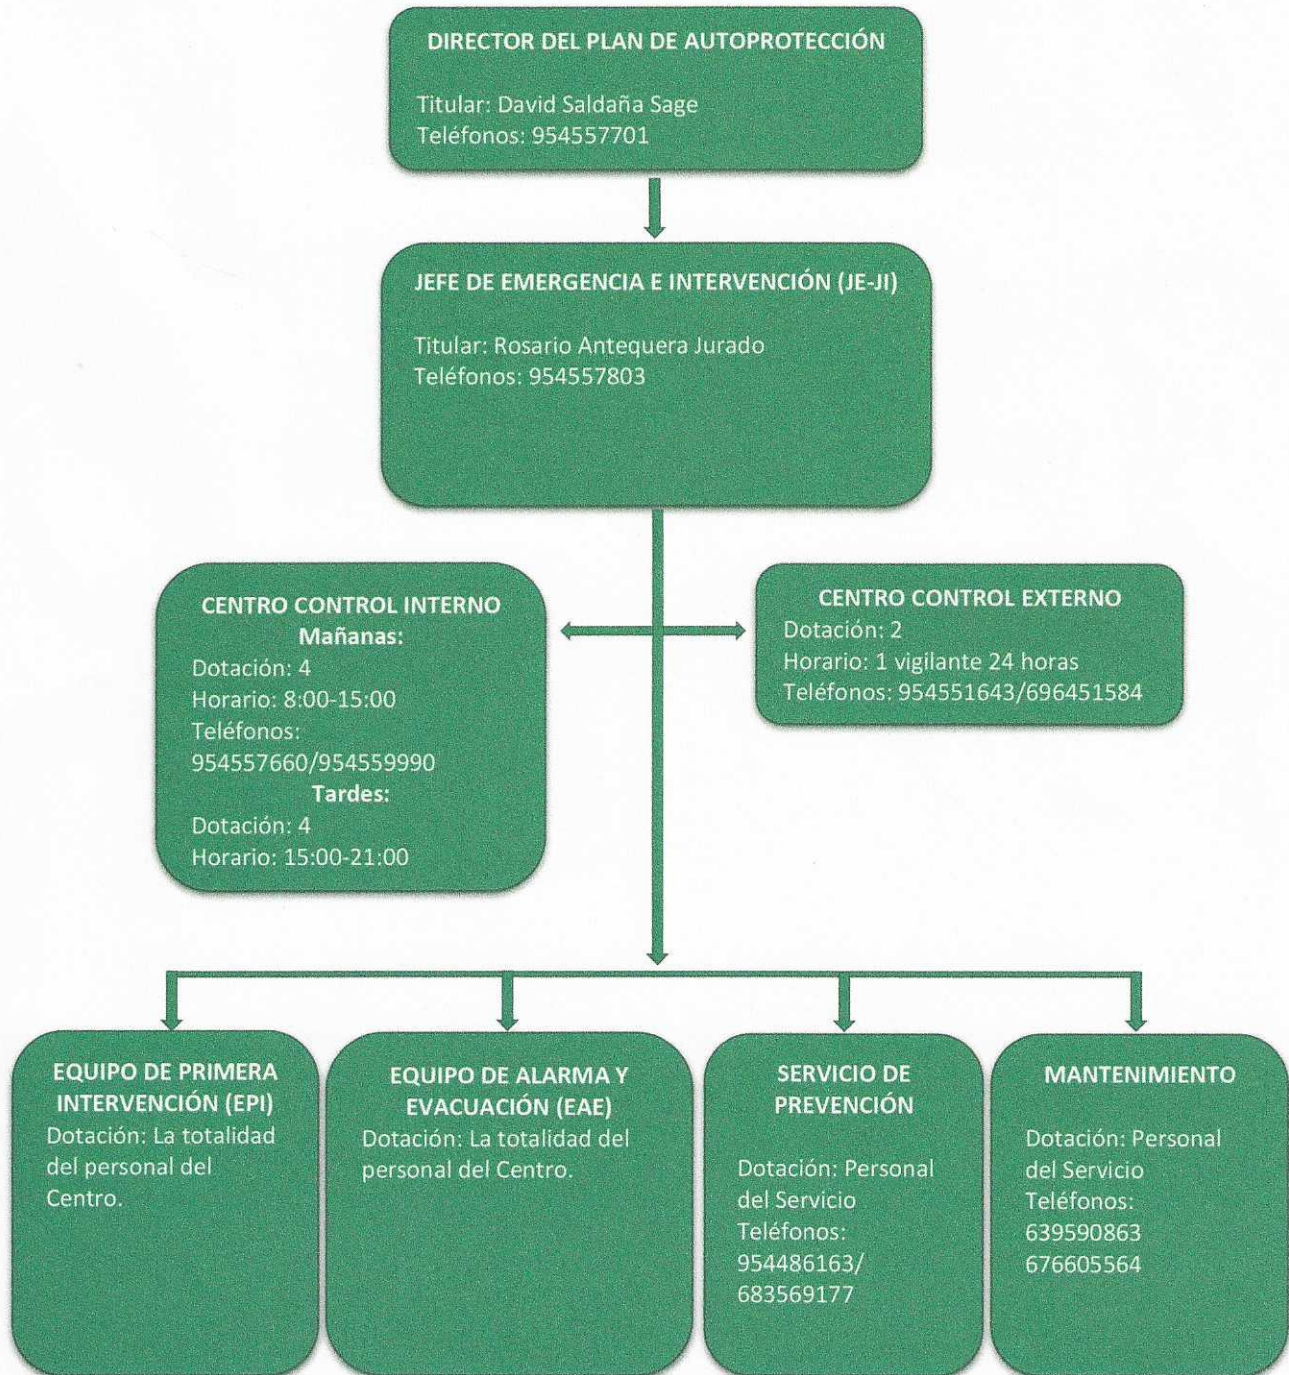 DIRECTOR DEL PLAN DE AUTOPROTECCIÓN
Titular: David Saldaña Sage
Teléfonos: 954557701
JEFE DE EMERGENCIA E INTERVENCIÓN (JE-JI)
Titular: Rosario Antequera Jurado
Teléfonos: 954557803
CENTRO CONTROL INTERNO
Mañanas:
Dotación: 4
Horario: 8:00-15:00
Teléfonos:
954557660/954559990
Tardes:
Dotación: 4
Horario: 15:00-21:00
CENTRO CONTROL EXTERNO
Dotación: 2
Horario: 1 vigilante 24 horas
Teléfonos: 954551643/696451584
EQUIPO DE PRIMERA
INTERVENCIÓN (EPI)
Dotación: La totalidad
del personal del
Centro.
EQUIPO DE ALARMA Y
EVACUACIÓN (EAE)
Dotación: La totalidad del
personal del Centro.
SERVICIO DE
PREVENCIÓN
Dotación: Personal
del Servicio
Teléfonos:
954486163/
683569177
MANTENIMIENTO
Dotación: Personal
del Servicio
Teléfonos:
639590863
676605564